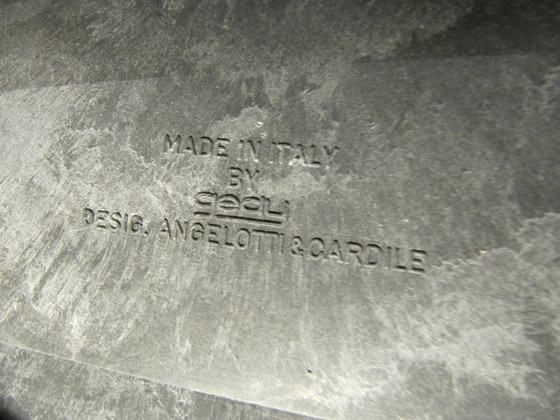 MADE IN ITALY
BY
gedy
DESIG. ANGELOTTI & CARDILE